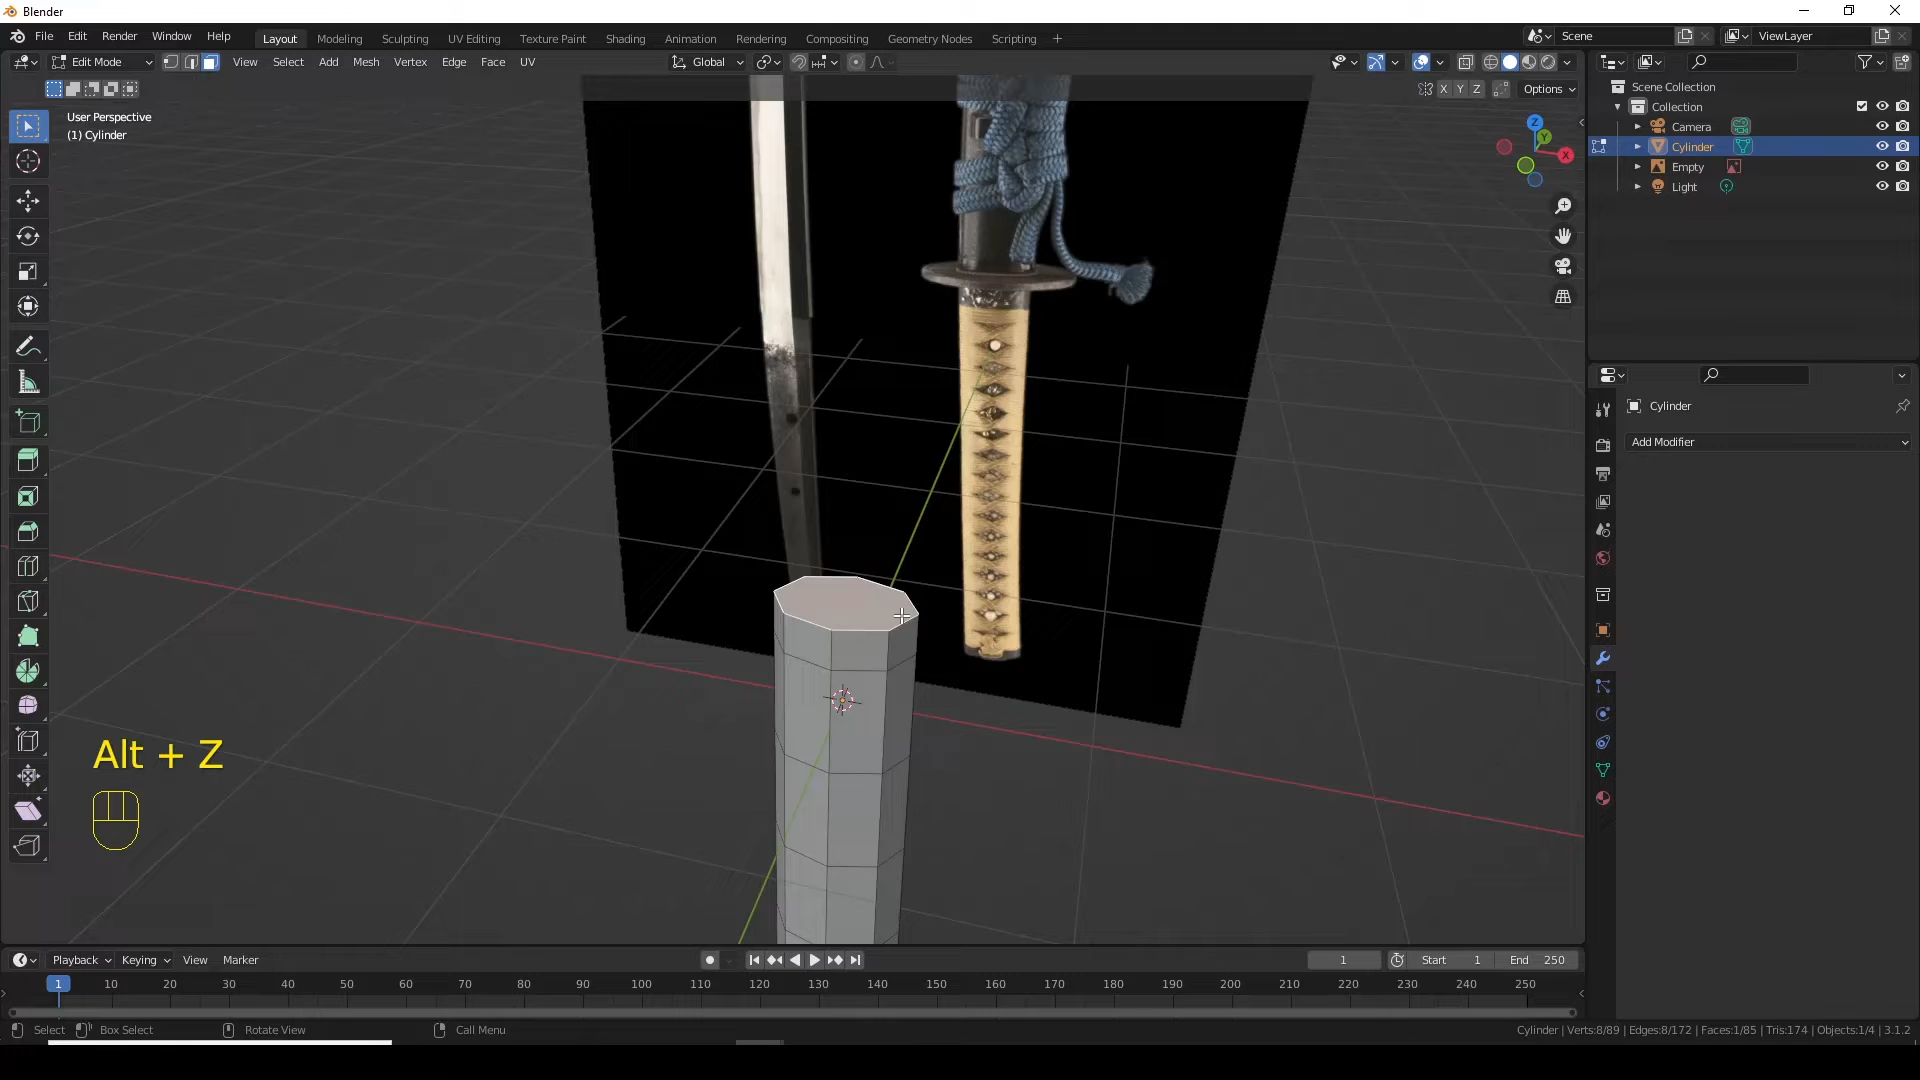 Blender
File Edit Render Window Help Layout Modeling Sculpting UV Editing Texture Paint Shading Animation Rendering Compositing Geometry Nodes Scripting + Scene ViewLayer
Edit Mode View Select Add Mesh Vertex Edge Face UV Global
X Y Z Options
User Perspective
(1) Cylinder
Z
Y
X
Scene Collection
Collection
Camera
Cylinder
Empty
Light
Cylinder
Add Modifier
Alt + Z
Playback Keying View Marker 1 Start 1 End 250
1 10 20 30 40 50 60 70 80 90 100 110 120 130 140 150 160 170 180 190 200 210 220 230 240 250
Select Box Select Rotate View Call Menu Cylinder | Verts:8/89 | Edges:8/172 | Faces:1/85 | Tris:174 | Objects:1/4 | 3.1.2